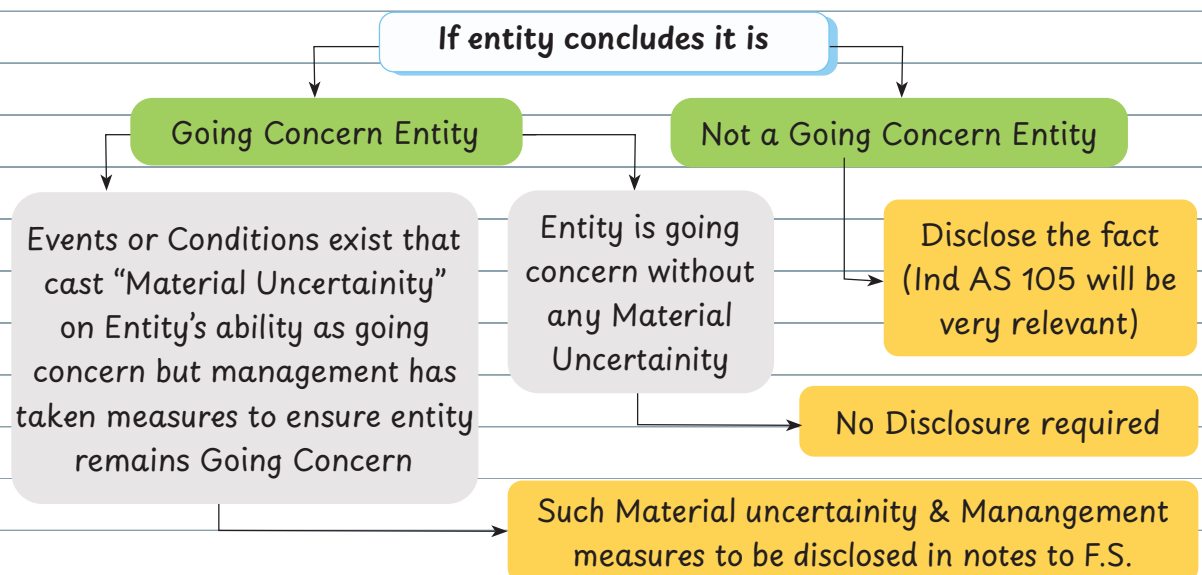 If entity concludes it is
Going Concern Entity
Not a Going Concern Entity
Events or Conditions exist that
cast “Material Uncertainity”
on Entity’s ability as going
concern but management has
taken measures to ensure entity
remains Going Concern
Entity is going
concern without
any Material
Uncertainity
Disclose the fact
(Ind AS 105 will be
very relevant)
No Disclosure required
Such Material uncertainity & Manangement
measures to be disclosed in notes to F.S.